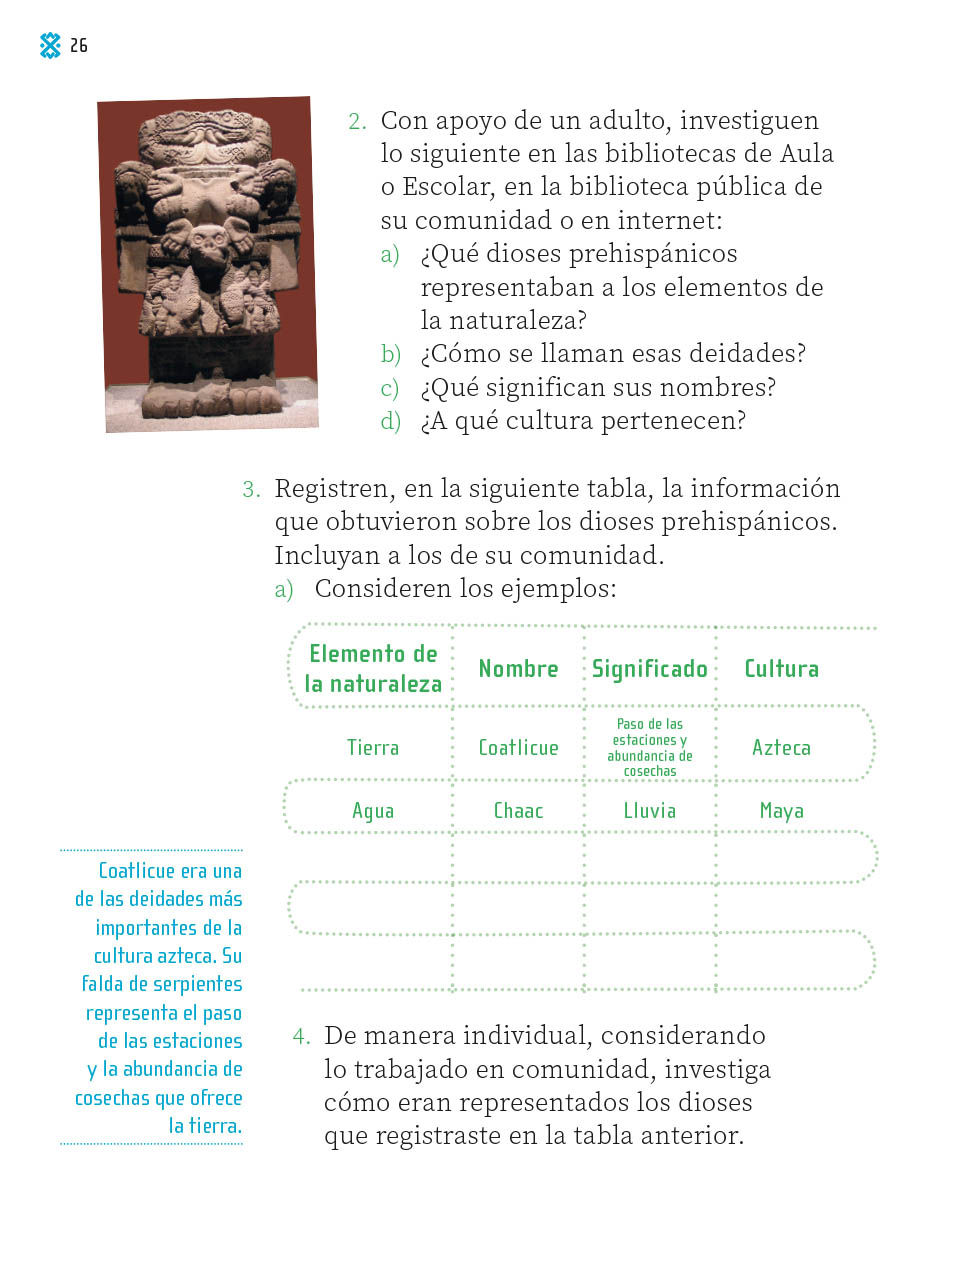 26
2. Con apoyo de un adulto, investiguen
lo siguiente en las bibliotecas de Aula
o Escolar, en la biblioteca pública de
su comunidad o en internet:
a) ¿Qué dioses prehispánicos
representaban a los elementos de
la naturaleza?
b) ¿Cómo se llaman esas deidades?
c) ¿Qué significan sus nombres?
d) ¿A qué cultura pertenecen?
3. Registren, en la siguiente tabla, la información
que obtuvieron sobre los dioses prehispánicos.
Incluyan a los de su comunidad.
a) Consideren los ejemplos:
Elemento de
la naturaleza
Nombre
Significado
Cultura
Tierra
Coatlicue
Paso de las
estaciones y
abundancia de
cosechas
Azteca
Agua
Chaac
Lluvia
Maya
Coatlicue era una
de las deidades más
importantes de la
cultura azteca. Su
falda de serpientes
representa el paso
de las estaciones
y la abundancia de
cosechas que ofrece
la tierra.
4. De manera individual, considerando
lo trabajado en comunidad, investiga
cómo eran representados los dioses
que registraste en la tabla anterior.